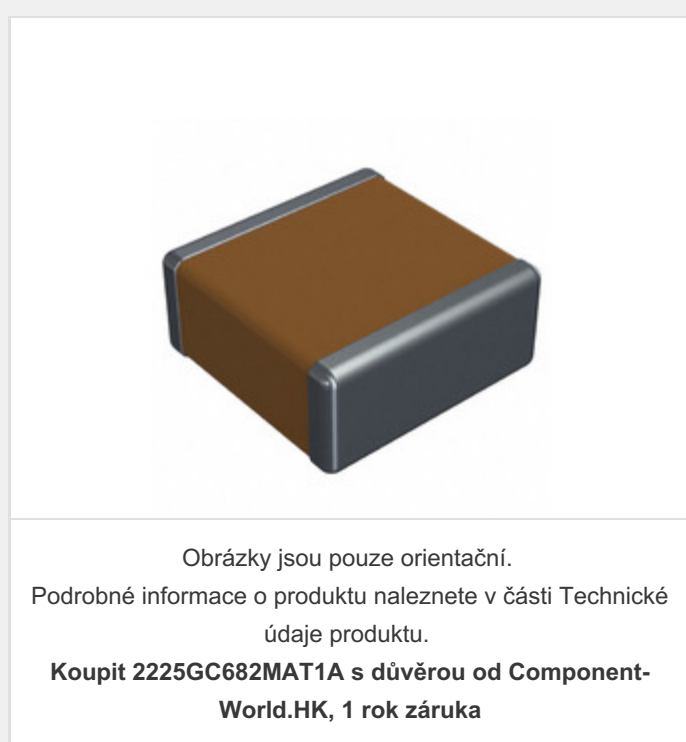 Obrázky jsou pouze orientační.
Podrobné informace o produktu naleznete v části Technické
údaje produktu.
Koupit 2225GC682MAT1A s důvěrou od Component-
World.HK, 1 rok záruka